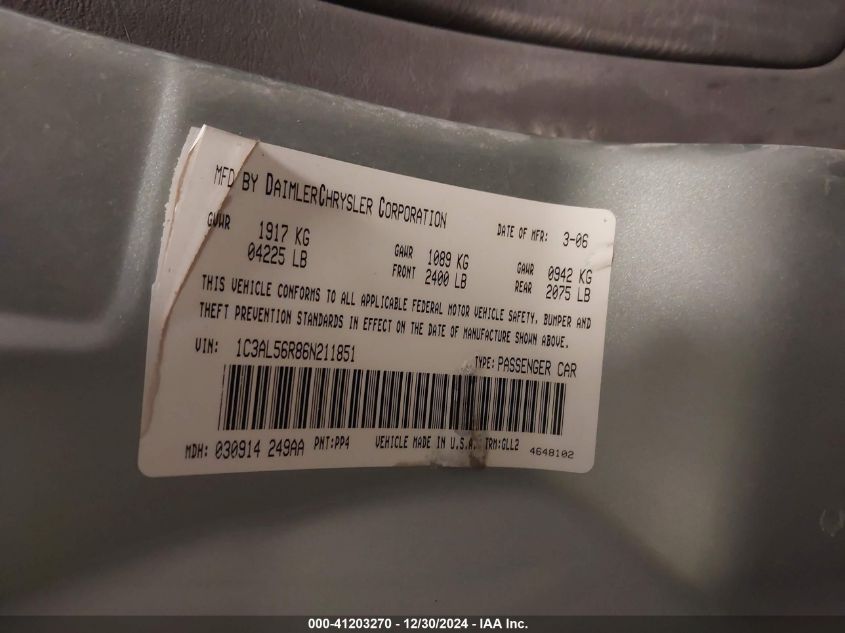 MFD BY DAIMLERCHRYSLER CORPORATION DATE OF MFR: 3-06
GVWR 1917 KG GAWR 1089 KG GAWR 0942 KG
04225 LB FRONT 2400 LB REAR 2075 LB
THIS VEHICLE CONFORMS TO ALL APPLICABLE FEDERAL MOTOR VEHICLE SAFETY, BUMPER AND
THEFT PREVENTION STANDARDS IN EFFECT ON THE DATE OF MANUFACTURE SHOWN ABOVE.
VIN: 1C3AL56R86N211851 TYPE: PASSENGER CAR
MDH: 030914 249AA PNT:PP4 VEHICLE MADE IN U.S.A. TRM:GLL2 4648102
000-41203270 - 12/30/2024 - IAA Inc.